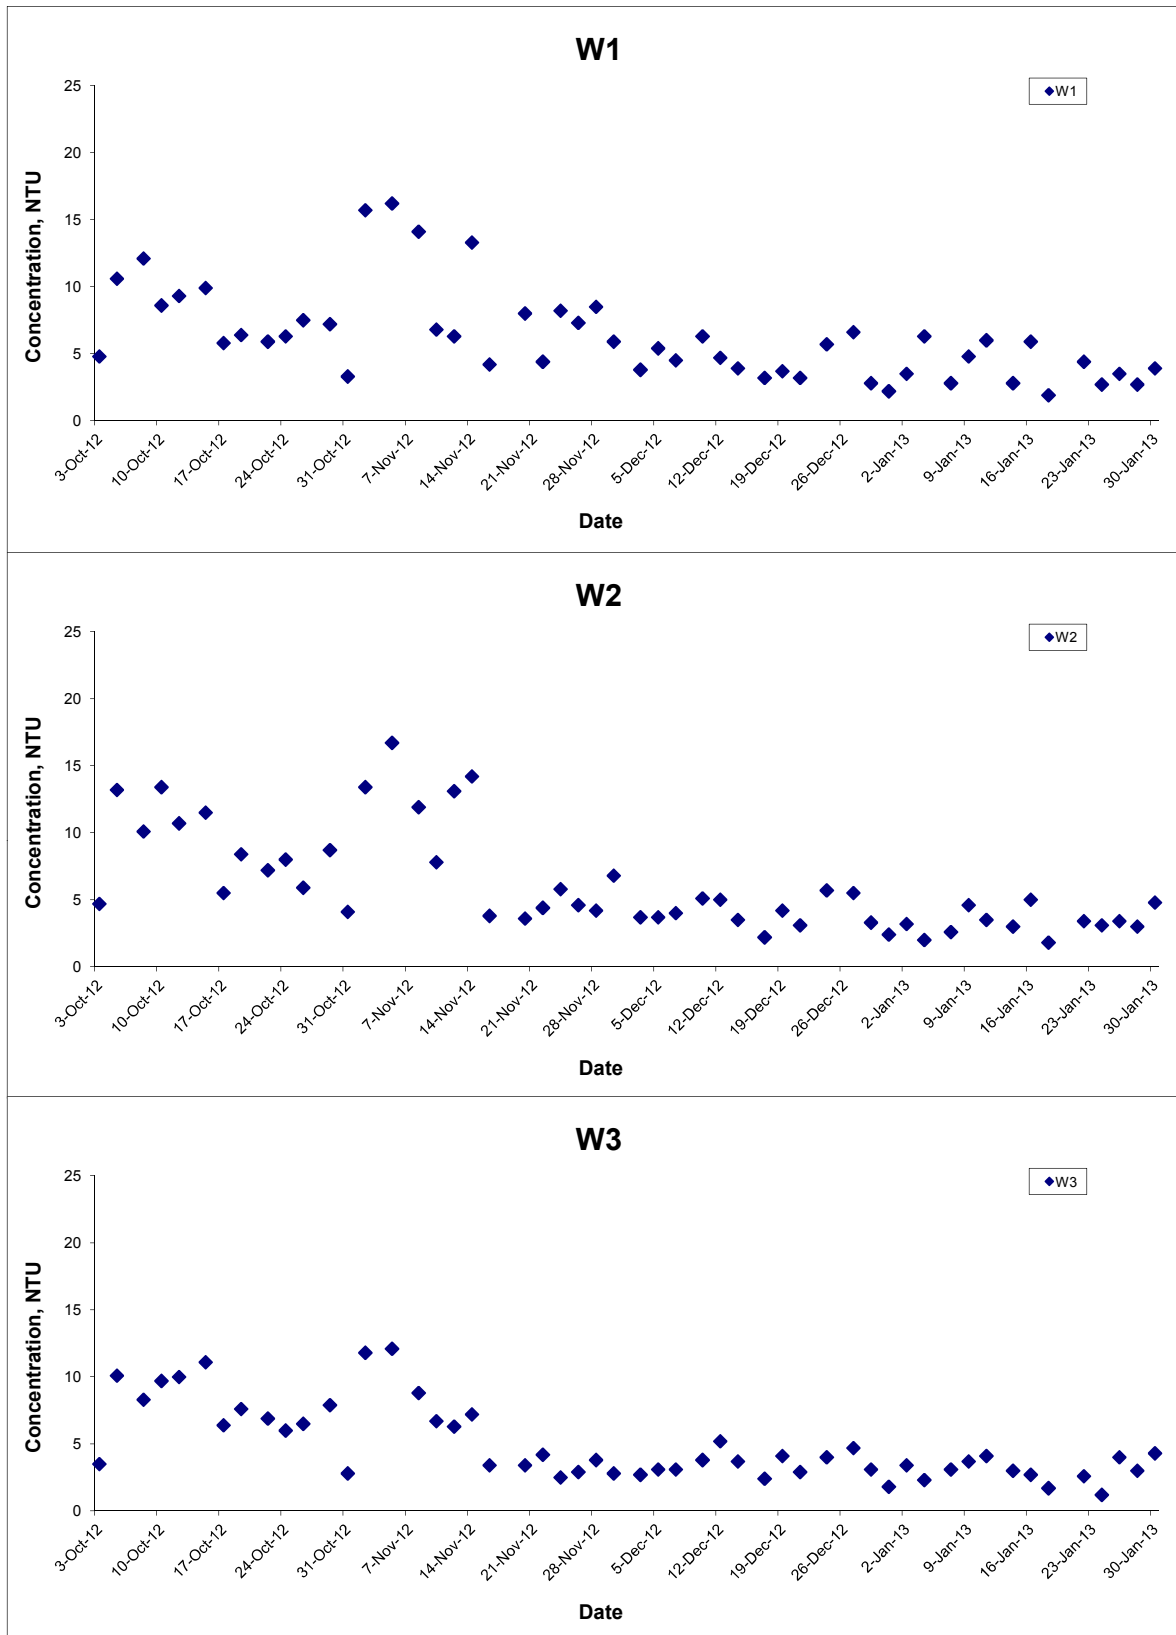 W1
W1
25
20
15
10
5
0
Concentration, NTU
3-Oct-12 10-Oct-12 17-Oct-12 24-Oct-12 31-Oct-12 7-Nov-12 14-Nov-12 21-Nov-12 28-Nov-12 5-Dec-12 12-Dec-12 19-Dec-12 26-Dec-12 2-Jan-13 9-Jan-13 16-Jan-13 23-Jan-13 30-Jan-13
Date
W2
W2
25
20
15
10
5
0
Concentration, NTU
3-Oct-12 10-Oct-12 17-Oct-12 24-Oct-12 31-Oct-12 7-Nov-12 14-Nov-12 21-Nov-12 28-Nov-12 5-Dec-12 12-Dec-12 19-Dec-12 26-Dec-12 2-Jan-13 9-Jan-13 16-Jan-13 23-Jan-13 30-Jan-13
Date
W3
W3
25
20
15
10
5
0
Concentration, NTU
3-Oct-12 10-Oct-12 17-Oct-12 24-Oct-12 31-Oct-12 7-Nov-12 14-Nov-12 21-Nov-12 28-Nov-12 5-Dec-12 12-Dec-12 19-Dec-12 26-Dec-12 2-Jan-13 9-Jan-13 16-Jan-13 23-Jan-13 30-Jan-13
Date